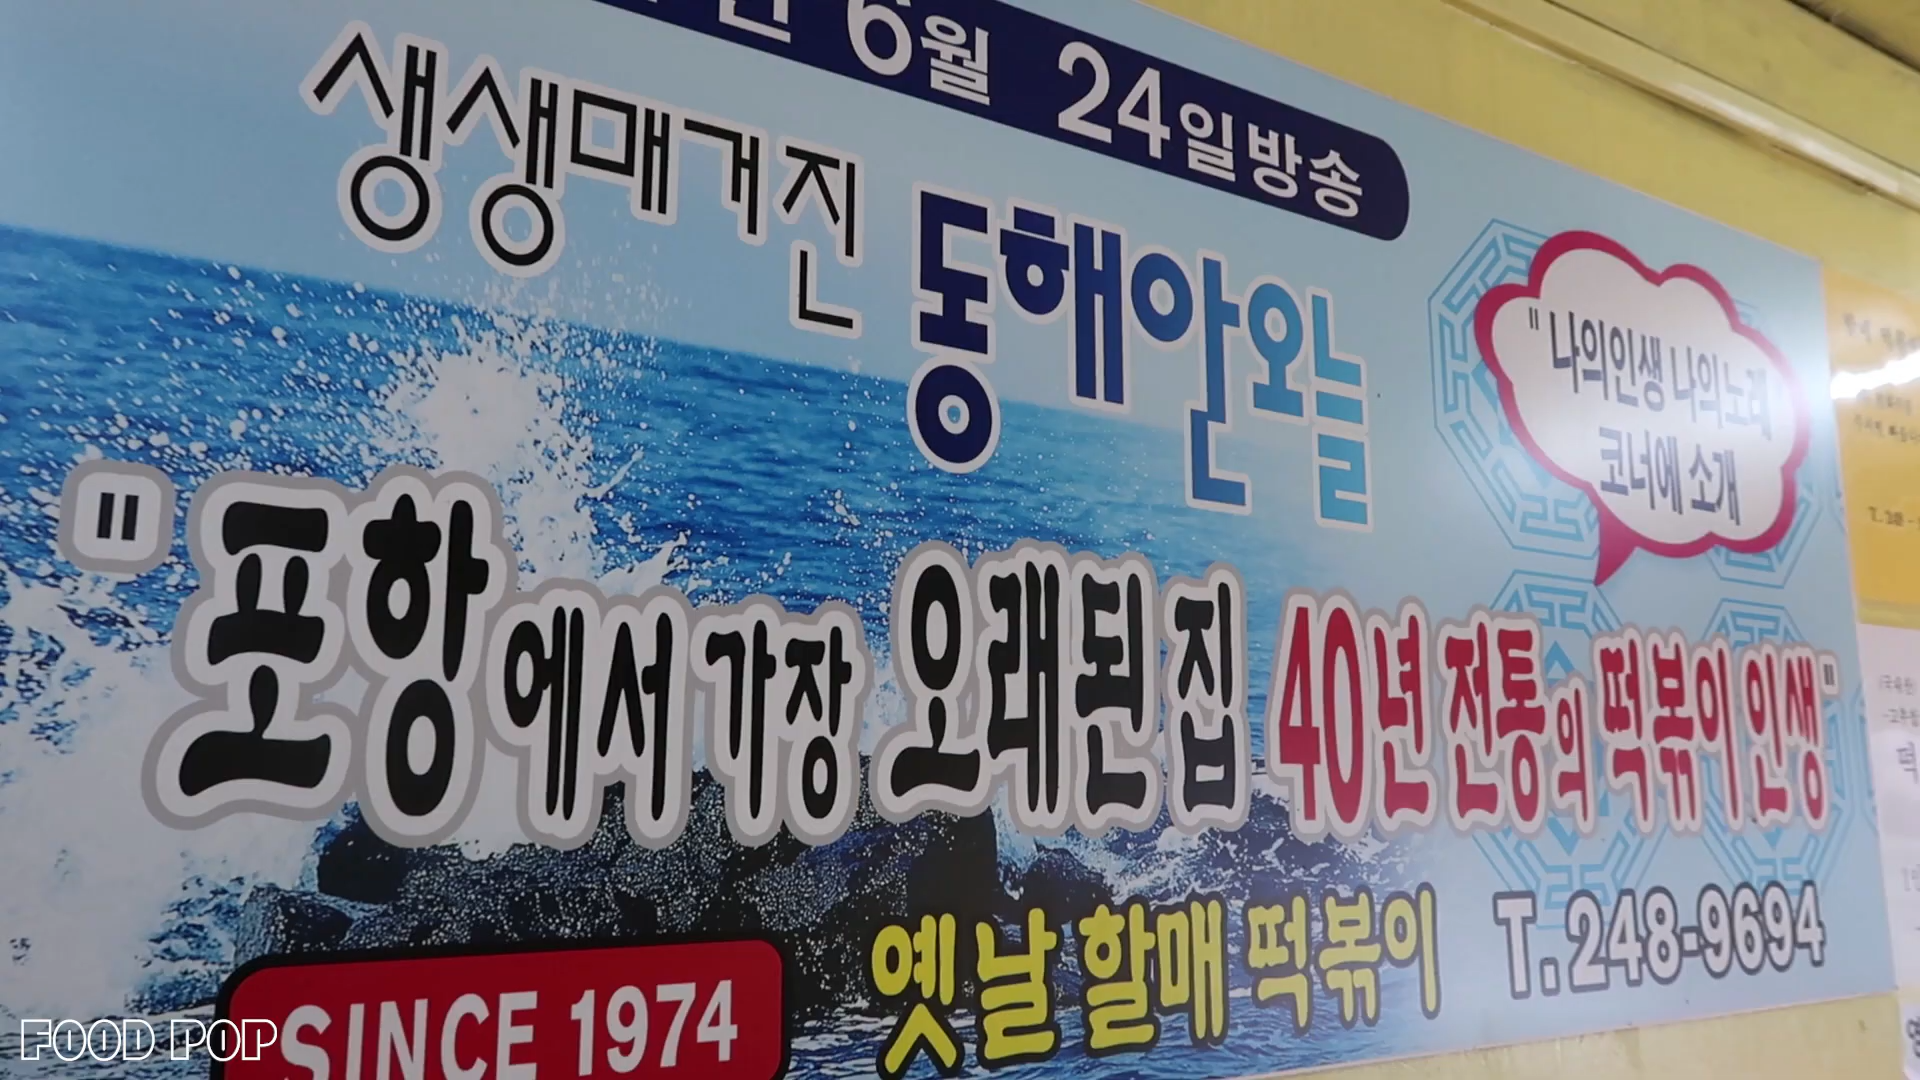 6월 24일방송
생생매거진 동해안오늘
"나의인생 나의노래
코너에 소개
"포항에서 가장 오래된 집 40년 전통의 떡볶이 인생"
옛날 할매 떡볶이 T.248-9694
SINCE 1974
FOOD POP